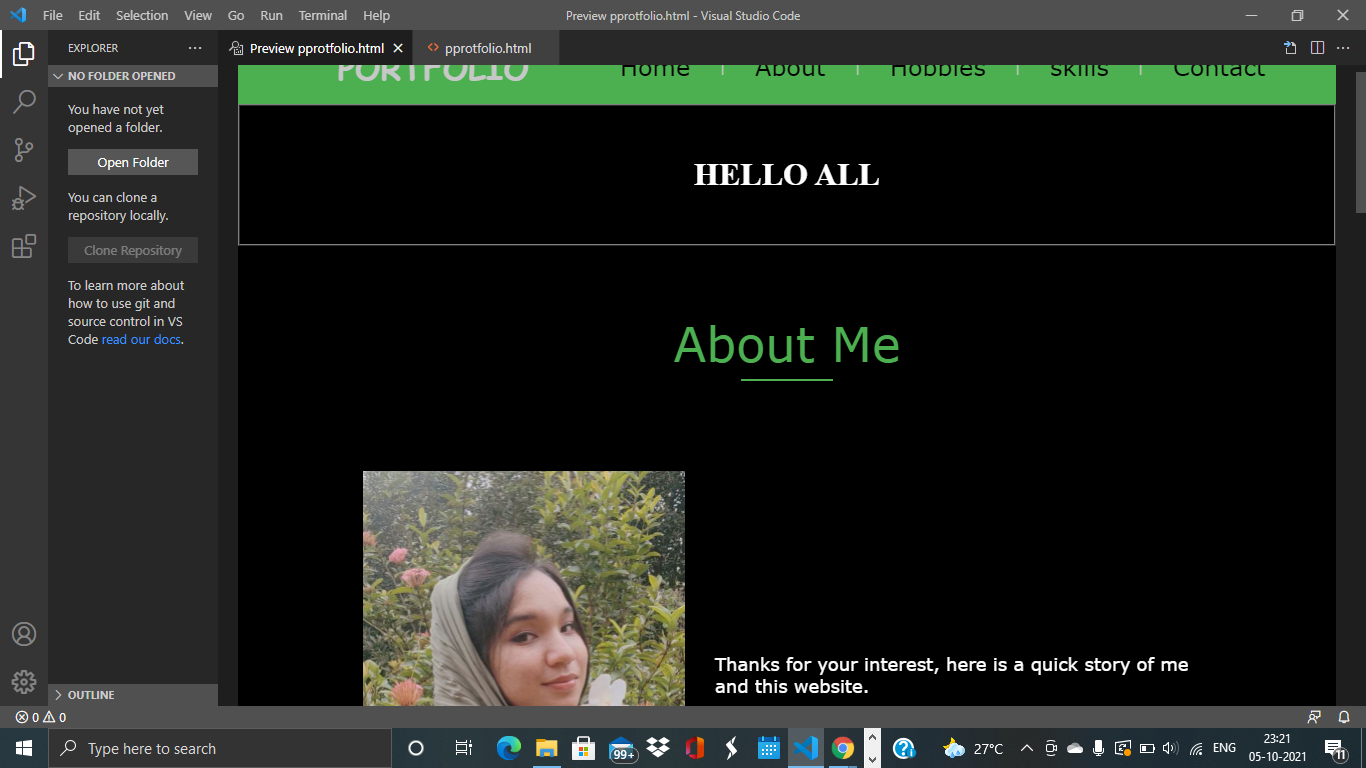 File Edit Selection View Go Run Terminal Help
Preview pprotfolio.html - Visual Studio Code
EXPLORER
Preview pprotfolio.html
pprotfolio.html
NO FOLDER OPENED
You have not yet
opened a folder.
Open Folder
You can clone a
repository locally.
Clone Repository
To learn more about
how to use git and
source control in VS
Code read our docs.
OUTLINE
PORTFOLIO
Home About Hobbies skills Contact
HELLO ALL
About Me
Thanks for your interest, here is a quick story of me
and this website.
0 0
Type here to search
99+
27°C
ENG
23:21
05-10-2021
11